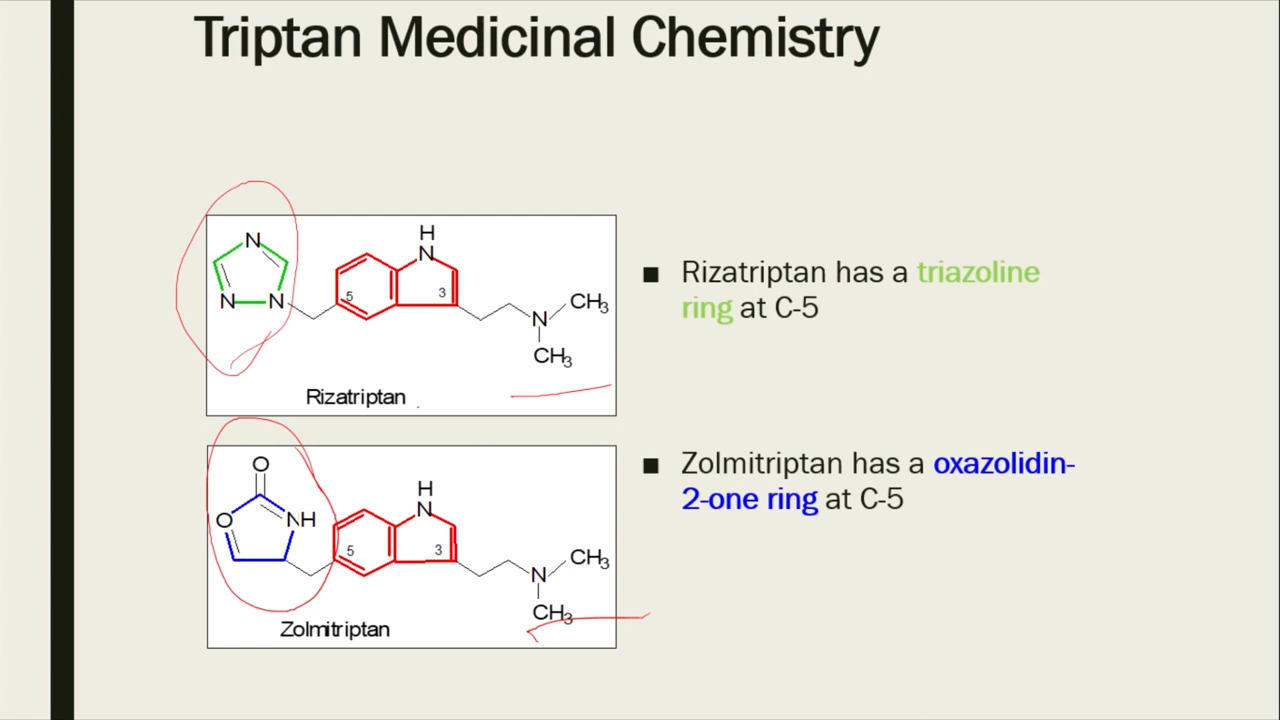 Triptan Medicinal Chemistry
N
N
N
5
3
H
N
N
CH3
CH3
Rizatriptan
■ Rizatriptan has a triazoline
ring at C-5
O
O
NH
5
3
H
N
N
CH3
CH3
Zolmitriptan
■ Zolmitriptan has a oxazolidin-
2-one ring at C-5